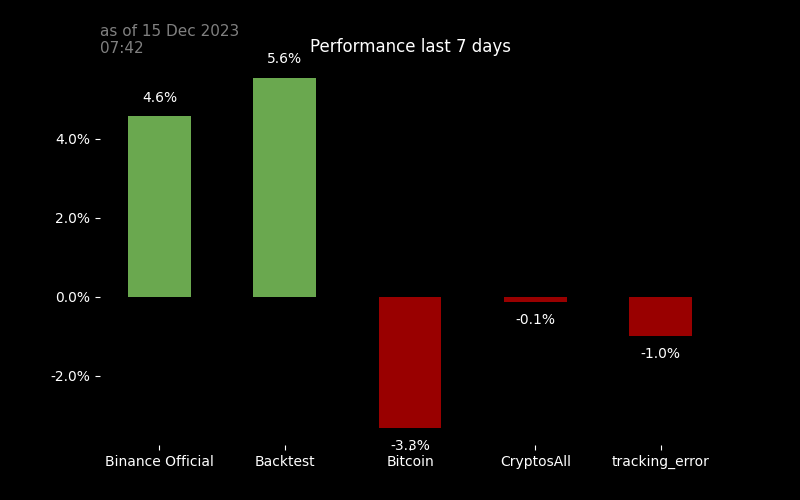 as of 15 Dec 2023
07:42
Performance last 7 days
5.6%
4.6%
4.0%
2.0%
0.0%
-0.1%
-1.0%
-2.0%
-3.3%
Binance Official
Backtest
Bitcoin
CryptosAll
tracking_error